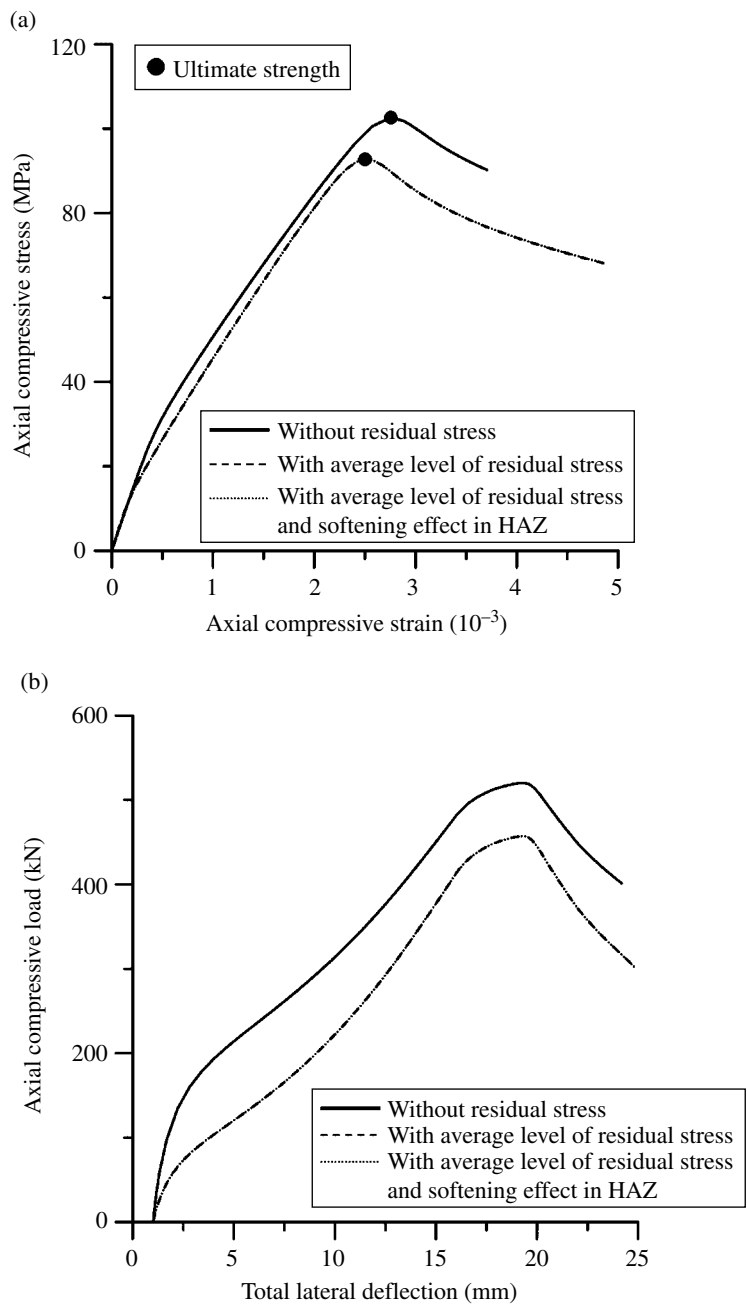 (a)
Axial compressive stress (MPa)
120
80
40
0
Ultimate strength
Without residual stress
With average level of residual stress
With average level of residual stress
and softening effect in HAZ
0 1 2 3 4 5
Axial compressive strain (10⁻³)
(b)
Axial compressive load (kN)
600
400
200
0
Without residual stress
With average level of residual stress
With average level of residual stress
and softening effect in HAZ
0 5 10 15 20 25
Total lateral deflection (mm)